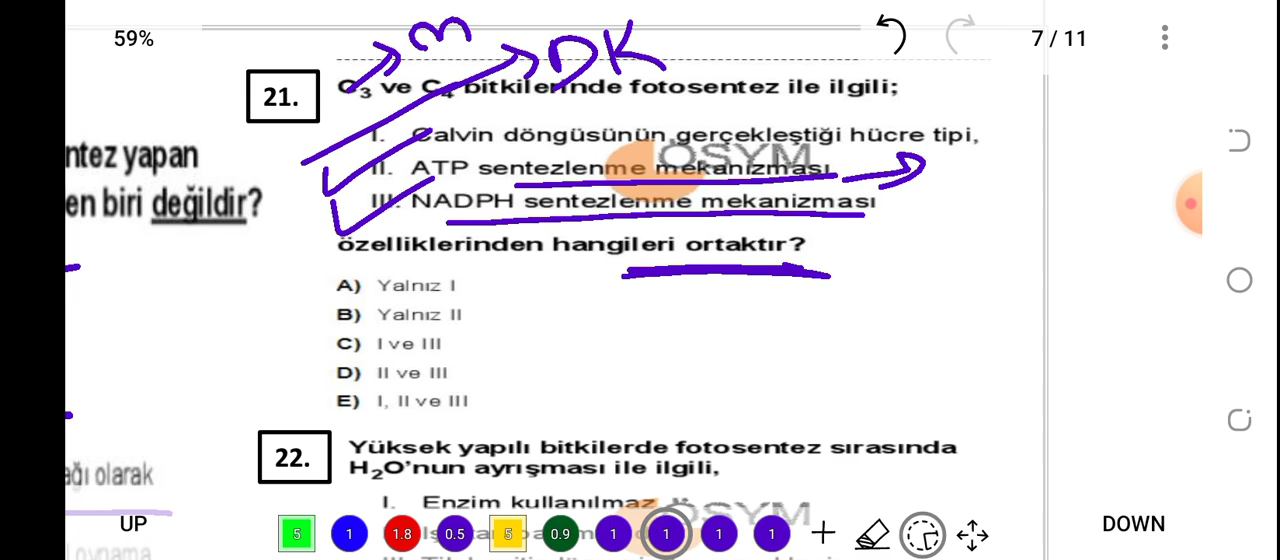 59%
7 / 11
m
DK
21.
C3 ve C4 bitkilerinde fotosentez ile ilgili;
I. Calvin döngüsünün gerçekleştiği hücre tipi,
II. ATP sentezlenme mekanizması
III. NADPH sentezlenme mekanizması
ÖSYM
özelliklerinden hangileri ortaktır?
A) Yalnız I
B) Yalnız II
C) I ve III
D) II ve III
E) I, II ve III
ntez yapan
en biri değildir?
ağı olarak
22.
Yüksek yapılı bitkilerde fotosentez sırasında
H2O'nun ayrışması ile ilgili,
I. Enzim kullanılmaz
ÖSYM
UP
5
1
1.8
0.5
5
0.9
1
1
1
1
DOWN